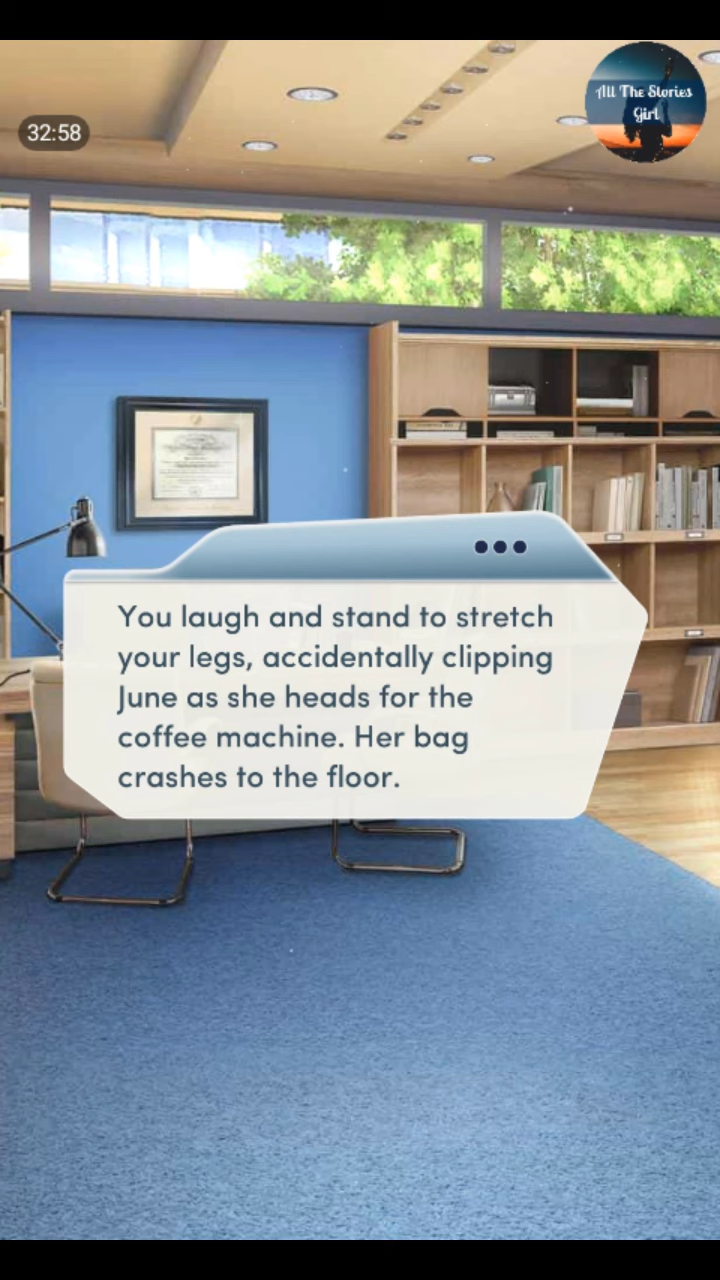 All The Stories
Girl
32:58
You laugh and stand to stretch
your legs, accidentally clipping
June as she heads for the
coffee machine. Her bag
crashes to the floor.